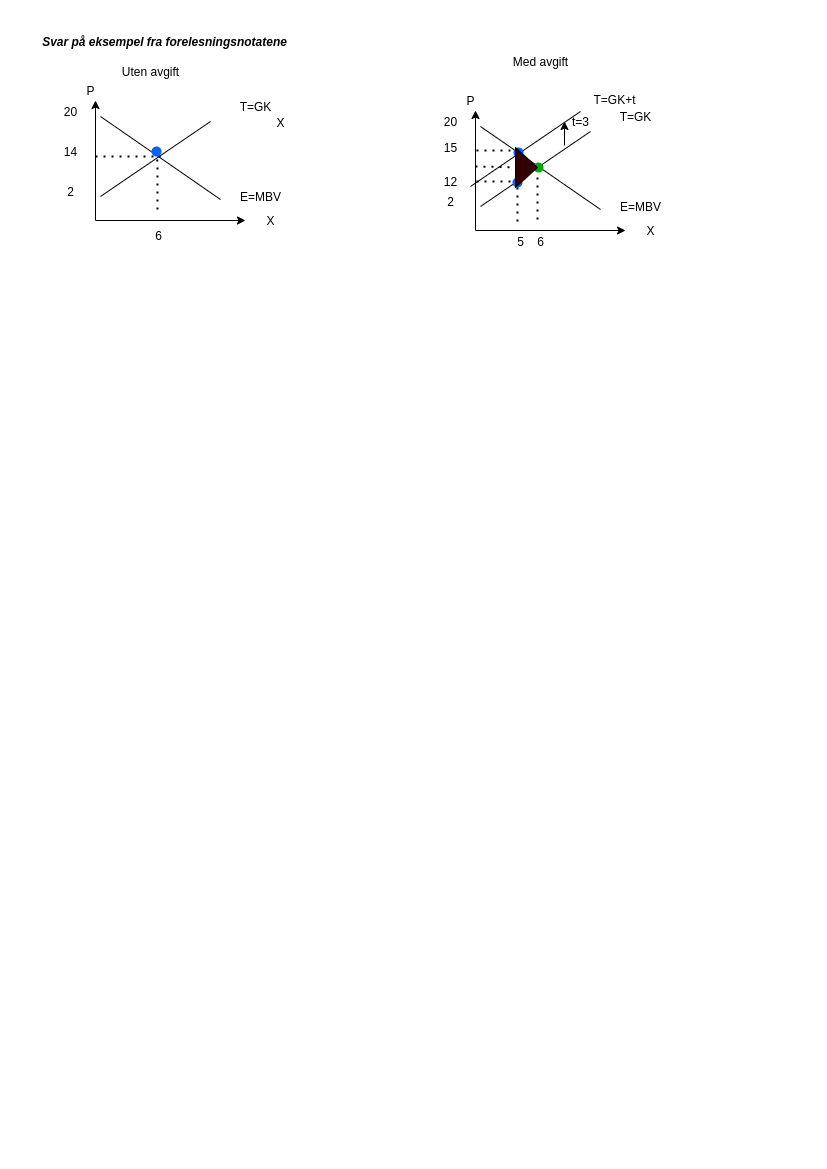 Svar på eksempel fra forelesningsnotatene
Uten avgift
P
20
14
2
T=GK
X
E=MBV
X
6
Med avgift
P
20
15
12
2
T=GK+t
T=GK
t=3
E=MBV
X
5 6